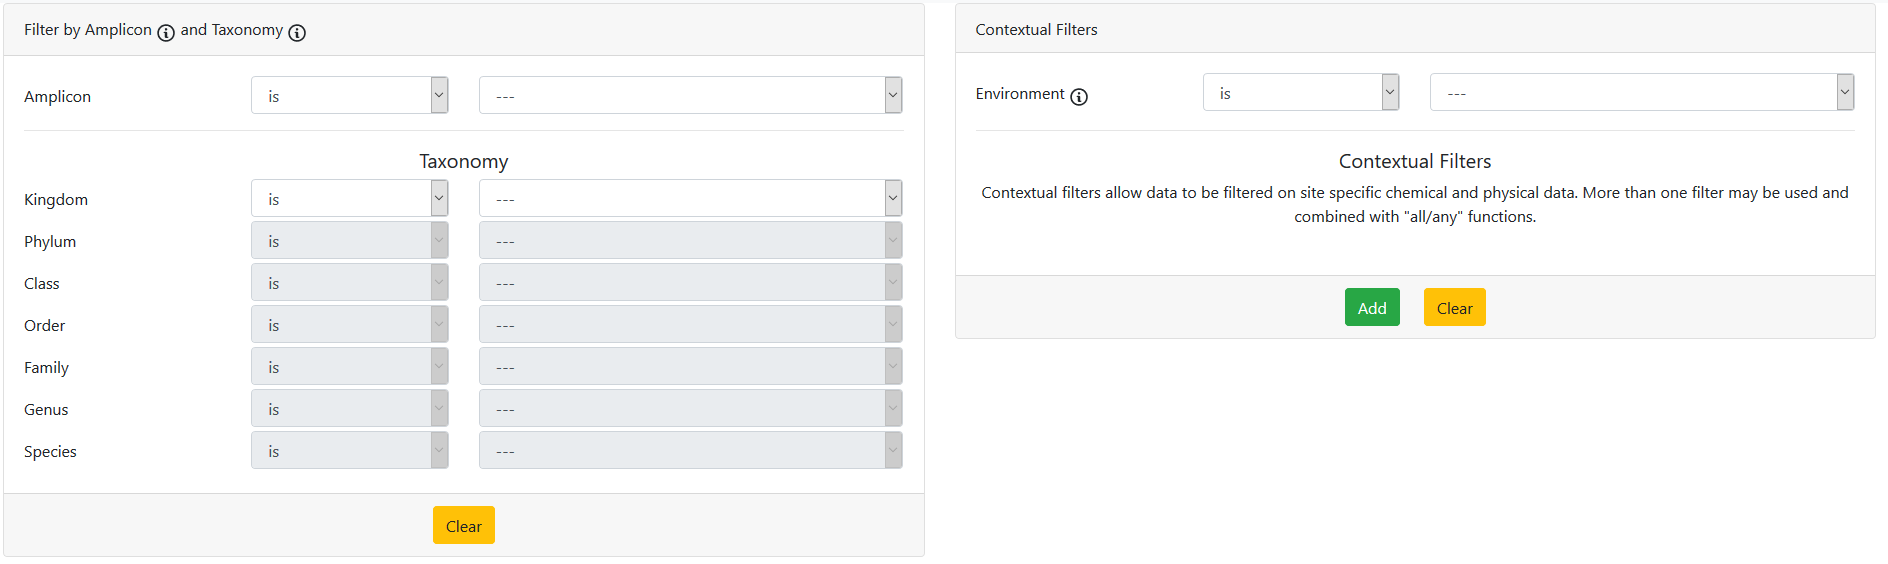 Filter by Amplicon and Taxonomy
Amplicon is ---
Taxonomy
Kingdom is ---
Phylum is ---
Class is ---
Order is ---
Family is ---
Genus is ---
Species is ---
Clear
Contextual Filters
Environment is ---
Contextual Filters
Contextual filters allow data to be filtered on site specific chemical and physical data. More than one filter may be used and
combined with "all/any" functions.
Add Clear